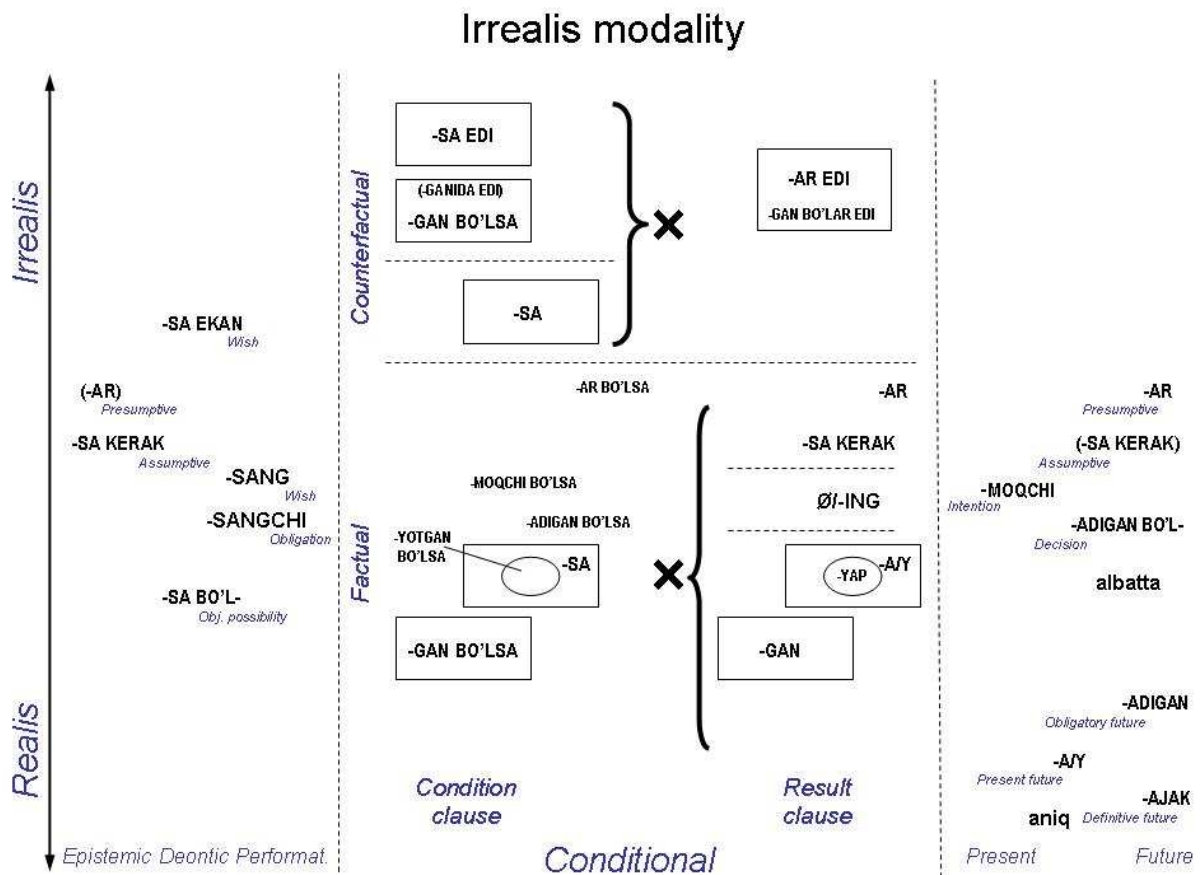 Irrealis modality
Irrealis
Realis
-SA EKAN
Wish
(-AR)
Presumptive
-SA KERAK
Assumptive
-SANG
Wish
-SANGCHI
Obligation
-SA BO'L-
Obj. possibility
Epistemic Deontic Performat.
Counterfactual
-SA EDI
(-GANIDA EDI)
-GAN BO'LSA
-SA
-AR EDI
-GAN BO'LAR EDI
Factual
-AR BO'LSA
-MOQCHI BO'LSA
-ADIGAN BO'LSA
-YOTGAN
BO'LSA
-SA
-GAN BO'LSA
-AR
-SA KERAK
Ø/-ING
-YAP
-A/Y
-GAN
Condition
clause
Result
clause
Conditional
-AR
Presumptive
(-SA KERAK)
Assumptive
-MOQCHI
Intention
-ADIGAN BO'L-
Decision
albatta
-ADIGAN
Obligatory future
-A/Y
Present future
-AJAK
aniq
Definitive future
Present
Future